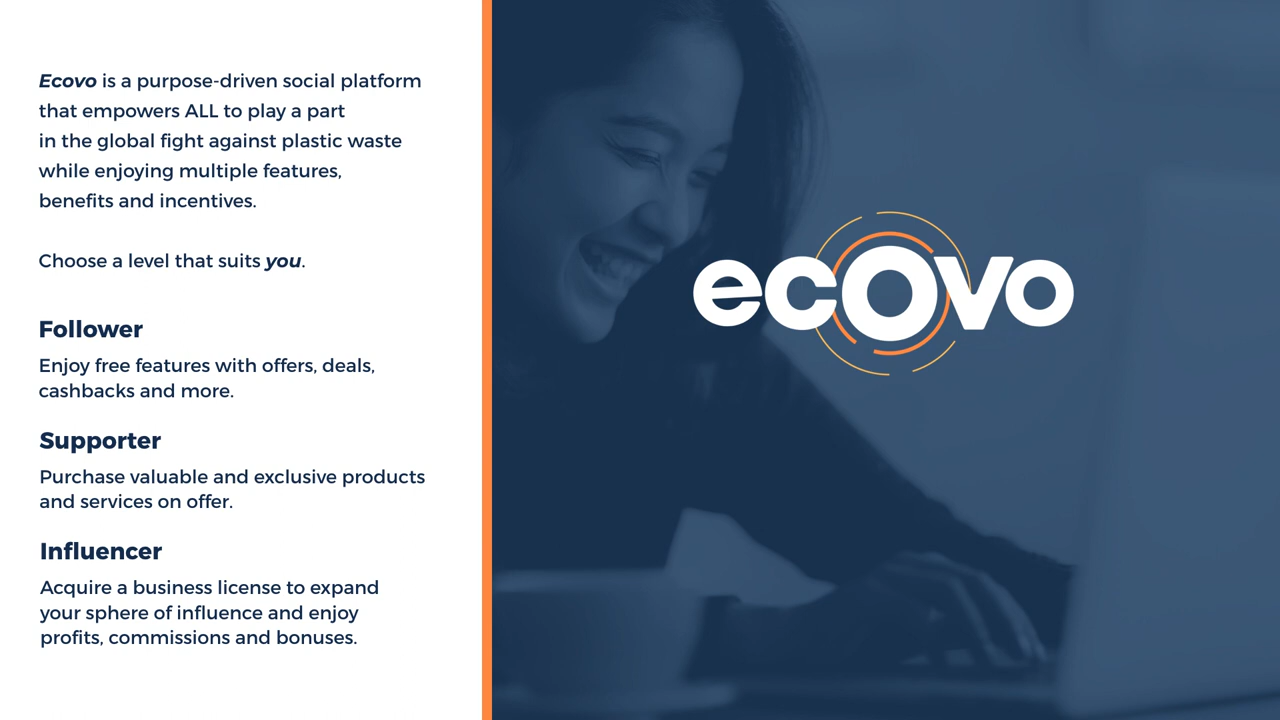 Ecovo is a purpose-driven social platform
that empowers ALL to play a part
in the global fight against plastic waste
while enjoying multiple features,
benefits and incentives.
Choose a level that suits you.
Follower
Enjoy free features with offers, deals,
cashbacks and more.
Supporter
Purchase valuable and exclusive products
and services on offer.
Influencer
Acquire a business license to expand
your sphere of influence and enjoy
profits, commissions and bonuses.
ecovo